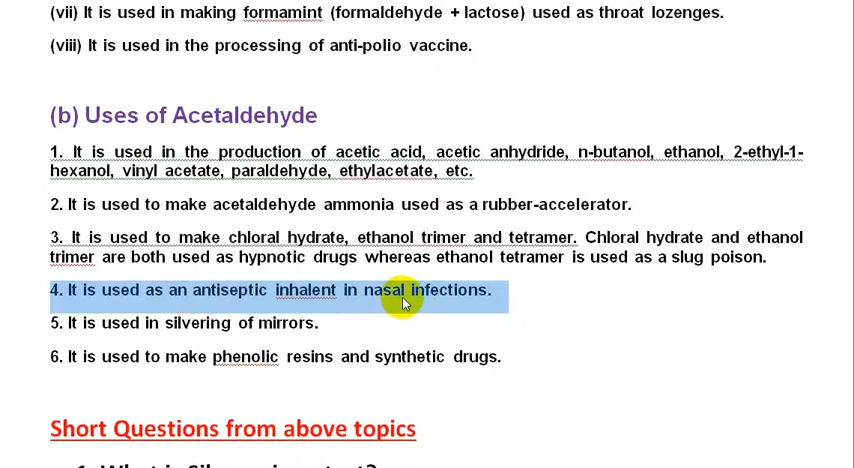 (vii) It is used in making formamint (formaldehyde + lactose) used as throat lozenges.
(viii) It is used in the processing of anti-polio vaccine.
(b) Uses of Acetaldehyde
1. It is used in the production of acetic acid, acetic anhydride, n-butanol, ethanol, 2-ethyl-1-
hexanol, vinyl acetate, paraldehyde, ethylacetate, etc.
2. It is used to make acetaldehyde ammonia used as a rubber-accelerator.
3. It is used to make chloral hydrate, ethanol trimer and tetramer. Chloral hydrate and ethanol
trimer are both used as hypnotic drugs whereas ethanol tetramer is used as a slug poison.
4. It is used as an antiseptic inhalent in nasal infections.
5. It is used in silvering of mirrors.
6. It is used to make phenolic resins and synthetic drugs.
Short Questions from above topics